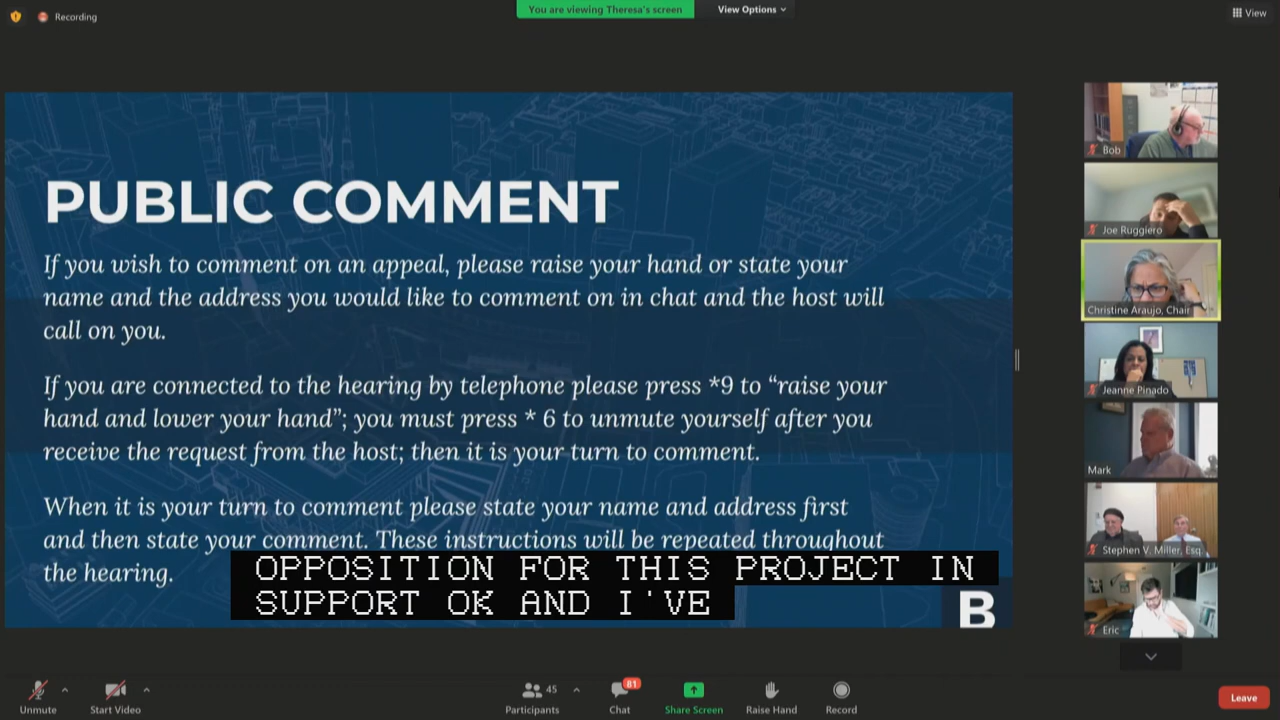 Recording
You are viewing Theresa's screen
View Options
View
PUBLIC COMMENT
If you wish to comment on an appeal, please raise your hand or state your
name and the address you would like to comment on in chat and the host will
call on you.
If you are connected to the hearing by telephone please press *9 to “raise your
hand and lower your hand”; you must press * 6 to unmute yourself after you
receive the request from the host; then it is your turn to comment.
When it is your turn to comment please state your name and address first
and then state your comment. These instructions will be repeated throughout
the hearing.
OPPOSITION FOR THIS PROJECT IN
SUPPORT OK AND I'VE
B
Bob
Joe Ruggiero
Christine Araujo, Chair
Jeanne Pinado
Mark
Stephen V. Miller, Esq.
Eric
Unmute
Start Video
45
Participants
81
Chat
Share Screen
Raise Hand
Record
Leave